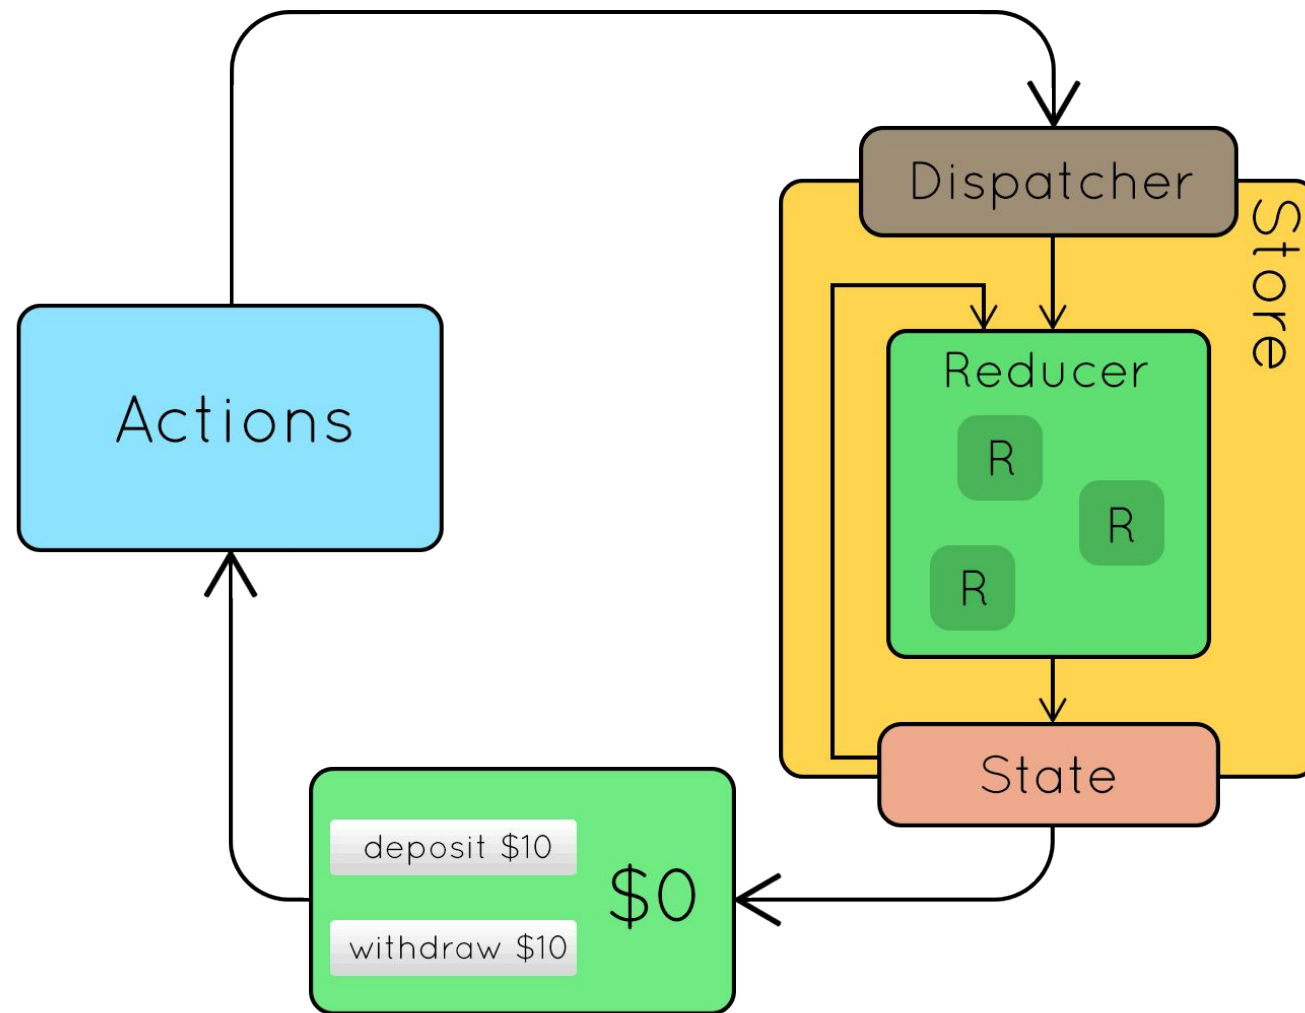 Dispatcher
Store
Reducer
R
R
R
Actions
State
deposit $10
$0
withdraw $10